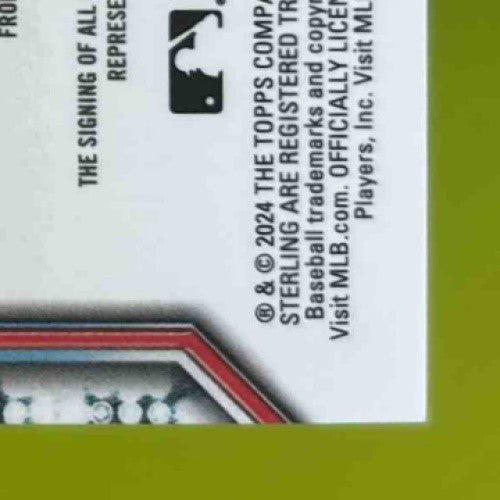 FRO
THE SIGNING OF ALL
REPRESE
® & © 2024 THE TOPPS COMPA
STERLING ARE REGISTERED TR
Baseball trademarks and copyr
Visit MLB.com. OFFICIALLY LICEN
Players, Inc. Visit ML